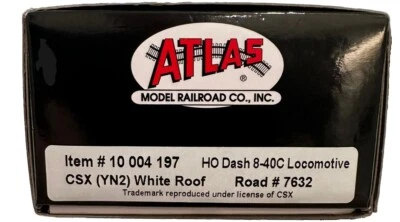 ATLAS
®
MODEL RAILROAD CO., INC.
Item # 10 004 197 HO Dash 8-40C Locomotive
CSX (YN2) White Roof Road # 7632
Trademark reproduced under license of CSX